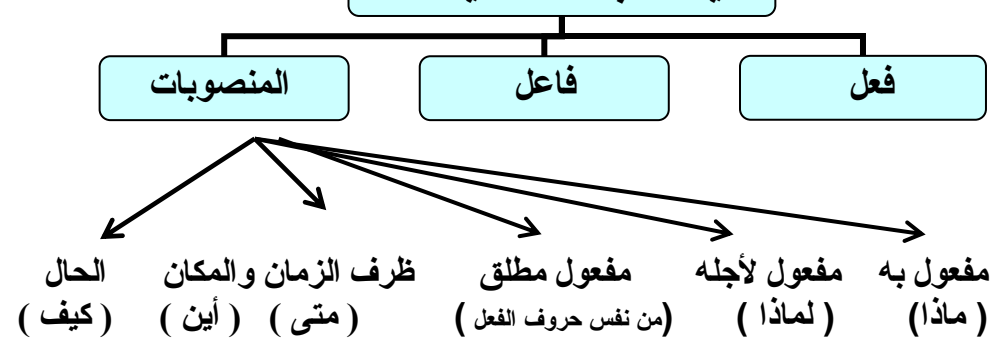 فعل
فاعل
المنصوبات
مفعول به
( ماذا)
مفعول لأجله
( لماذا )
مفعول مطلق
(من نفس حروف الفعل )
ظرف الزمان والمكان
( متى ) ( أين )
الحال
( كيف )